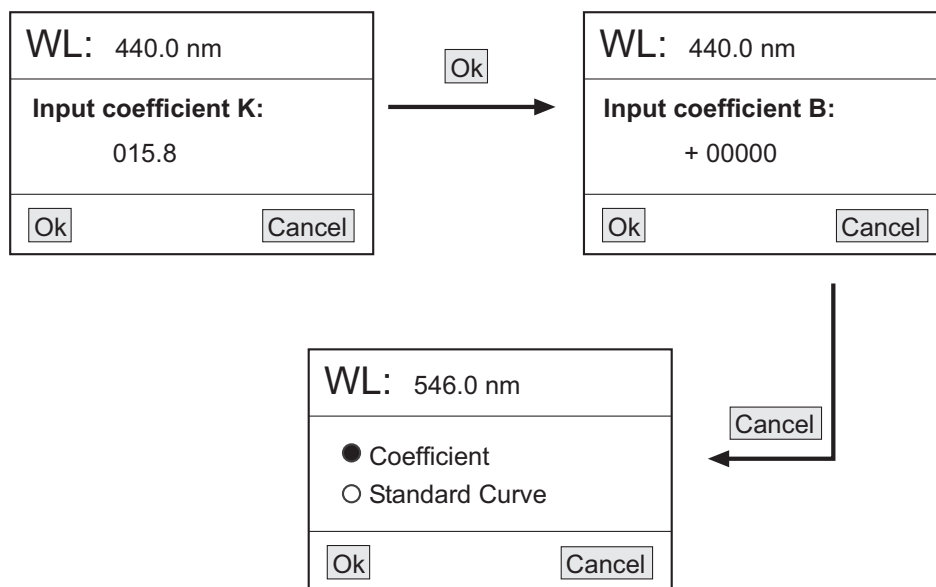 WL: 440.0 nm
Input coefficient K:
015.8
Ok Cancel
Ok
WL: 440.0 nm
Input coefficient B:
+ 00000
Ok Cancel
Cancel
WL: 546.0 nm
Coefficient
Standard Curve
Ok Cancel